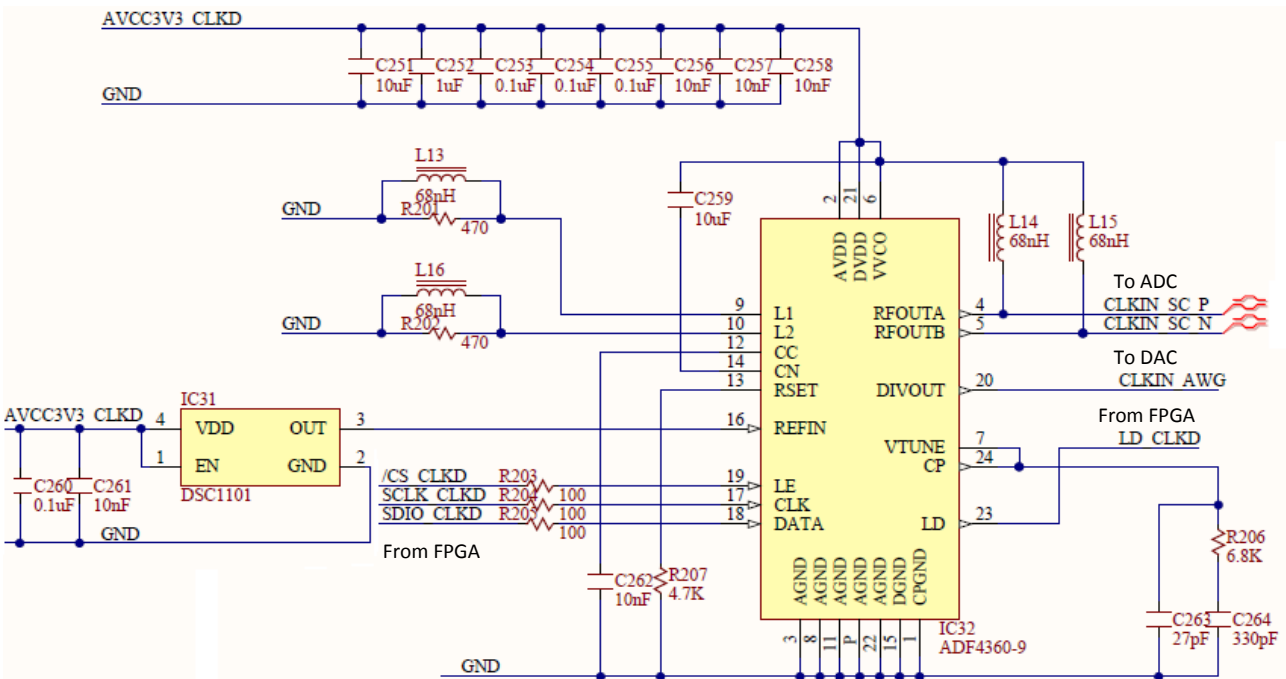 AVCC3V3_CLKD
C251 C252 C253 C254 C255 C256 C257 C258
10uF 1uF 0.1uF 0.1uF 0.1uF 10nF 10nF 10nF
GND
L13
68nH
GND R201
470
C259
10uF
2 21 6
AVDD DVDD VVCO
L14 L15
68nH 68nH
L16
68nH
GND R202
470
9 L1
10 L2
12 CC
14 CN
13 RSET
16 REFIN
19 LE
17 CLK
18 DATA
To ADC
RFOUTA 4 CLKIN_SC_P
RFOUTB 5 CLKIN_SC_N
To DAC
DIVOUT 20 CLKIN_AWG
From FPGA
VTUNE 7 LD_CLKD
CP 24
LD 23
IC31
AVCC3V3_CLKD 4 VDD OUT 3
1 EN GND 2
DSC1101
C260 C261
0.1uF 10nF
GND
/CS_CLKD R203
SCLK_CLKD R204 100
SDIO_CLKD R205 100
100
From FPGA
C262 R207
10nF 4.7K
R206
6.8K
AGND AGND AGND AGND AGND DGND CPGND
3 8 11 P 22 15 1
IC32
ADF4360-9
C263 C264
27pF 330pF
GND